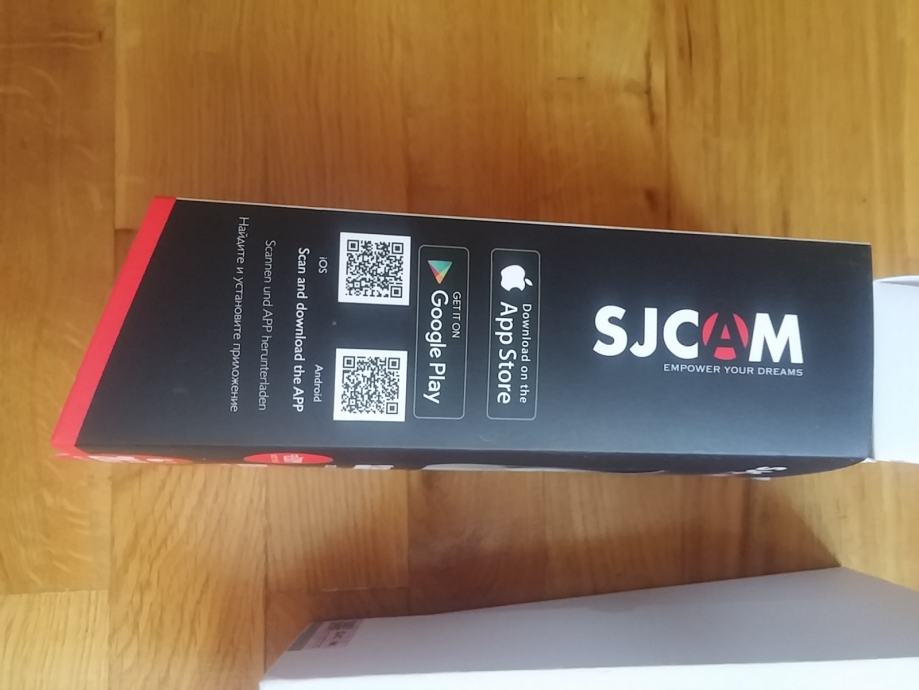 SJCAM
EMPOWER YOUR DREAMS
Download on the
App Store
GET IT ON
Google Play
iOS
Android
Scan and download the APP
Scannen und APP herunterladen
Найдите и установите приложение